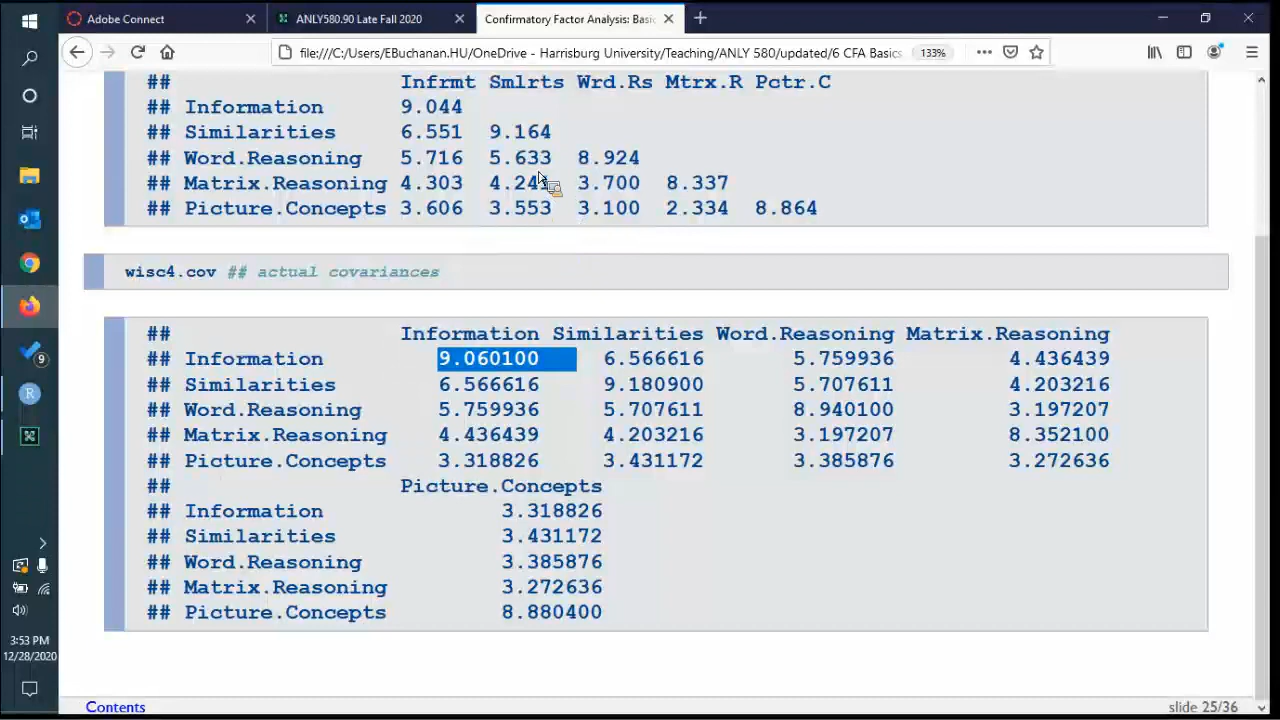 Adobe Connect
ANLY580.90 Late Fall 2020
Confirmatory Factor Analysis: Basi
file:///C:/Users/EBuchanan.HU/OneDrive - Harrisburg University/Teaching/ANLY 580/updated/6 CFA Basics
133%
## Infrmt Smlrts Wrd.Rs Mtrx.R Pctr.C
## Information 9.044
## Similarities 6.551 9.164
## Word.Reasoning 5.716 5.633 8.924
## Matrix.Reasoning 4.303 4.241 3.700 8.337
## Picture.Concepts 3.606 3.553 3.100 2.334 8.864
wisc4.cov ## actual covariances
## Information Similarities Word.Reasoning Matrix.Reasoning
## Information 9.060100 6.566616 5.759936 4.436439
## Similarities 6.566616 9.180900 5.707611 4.203216
## Word.Reasoning 5.759936 5.707611 8.940100 3.197207
## Matrix.Reasoning 4.436439 4.203216 3.197207 8.352100
## Picture.Concepts 3.318826 3.431172 3.385876 3.272636
## Picture.Concepts
## Information 3.318826
## Similarities 3.431172
## Word.Reasoning 3.385876
## Matrix.Reasoning 3.272636
## Picture.Concepts 8.880400
9
3:53 PM
12/28/2020
Contents
slide 25/36